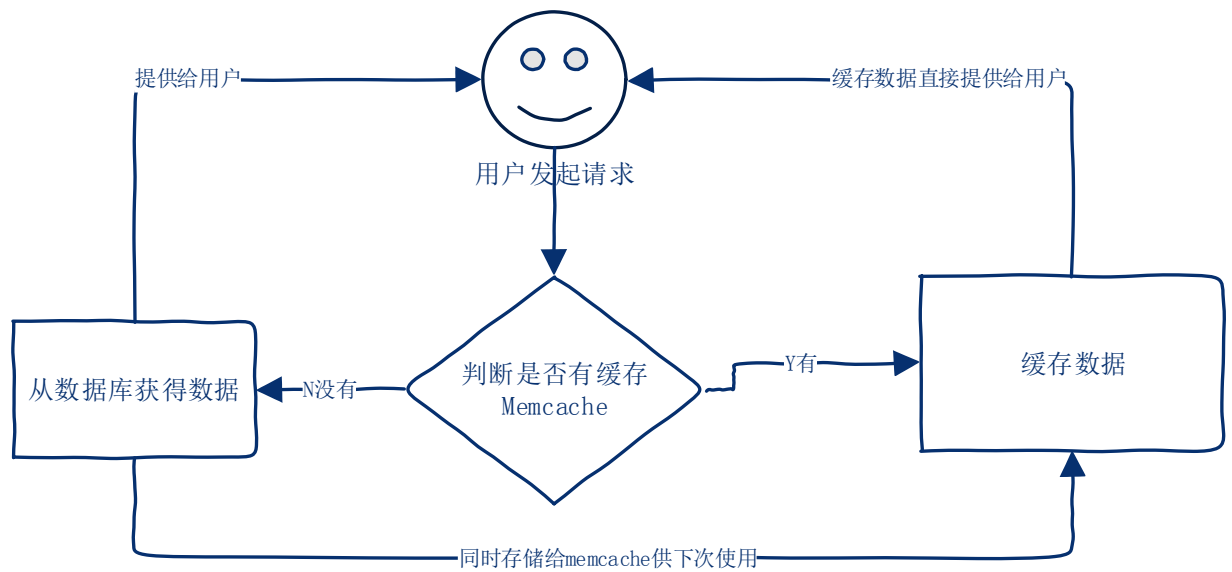 提供给用户
缓存数据直接提供给用户
用户发起请求
判断是否有缓存
Memcache
Y有
缓存数据
从数据库获得数据
N没有
同时存储给memcache供下次使用